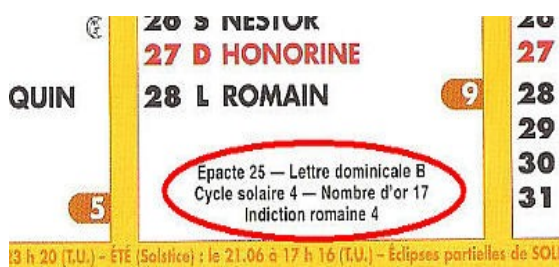 26 S NESTOR
27 D HONORINE
QUIN 28 L ROMAIN 9
Epacte 25 — Lettre dominicale B
Cycle solaire 4 — Nombre d'or 17
Indiction romaine 4
5
26
27
28
29
30
31
3 h 20 (T.U.) - ÉTÉ (Solstice) : le 21.06 à 17 h 16 (T.U.) - Éclipses partielles de SOL